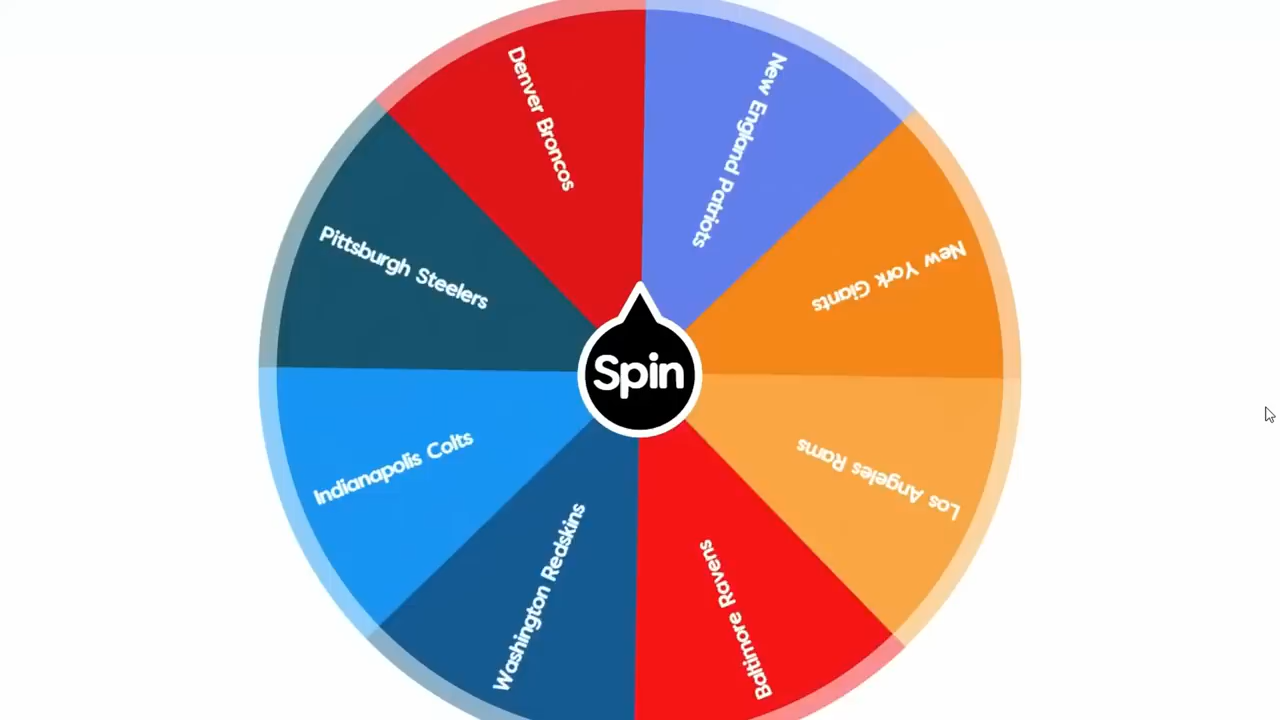 Denver Broncos
New England Patriots
New York Giants
Los Angeles Rams
Baltimore Ravens
Washington Redskins
Indianapolis Colts
Pittsburgh Steelers
Spin